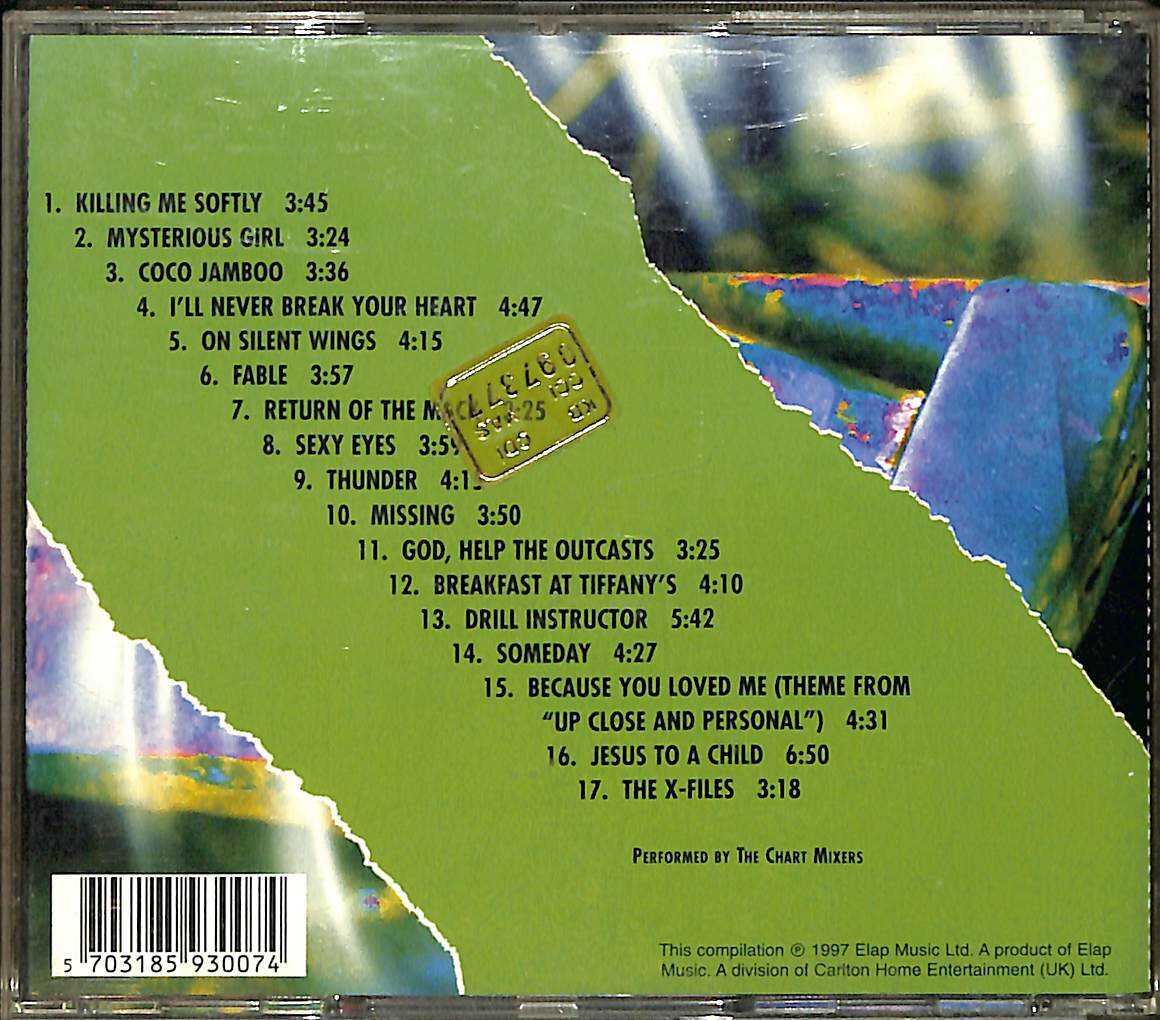 1. KILLING ME SOFTLY 3:45
2. MYSTERIOUS GIRL 3:24
3. COCO JAMBOO 3:36
4. I'LL NEVER BREAK YOUR HEART 4:47
5. ON SILENT WINGS 4:15
6. FABLE 3:57
7. RETURN OF THE MACK :25
8. SEXY EYES 3:59
9. THUNDER
10. MISSING 3:50
11. GOD, HELP THE OUTCASTS 3:25
12. BREAKFAST AT TIFFANY'S 4:10
13. DRILL INSTRUCTOR 5:42
14. SOMEDAY 4:27
15. BECAUSE YOU LOVED ME (THEME FROM
"UP CLOSE AND PERSONAL") 4:31
16. JESUS TO A CHILD 6:50
17. THE X-FILES 3:18
PERFORMED BY THE CHART MIXERS
5 703185 930074
This compilation ℗ 1997 Elap Music Ltd. A product of Elap
Music. A division of Carlton Home Entertainment (UK) Ltd.